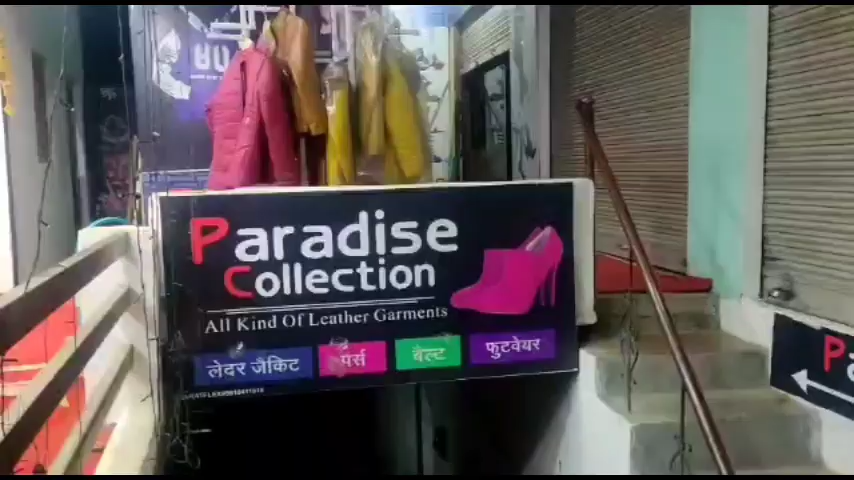 Paradise
Collection
All Kind Of Leather Garments
लेदर जैकिट पर्स बैल्ट फुटवेयर